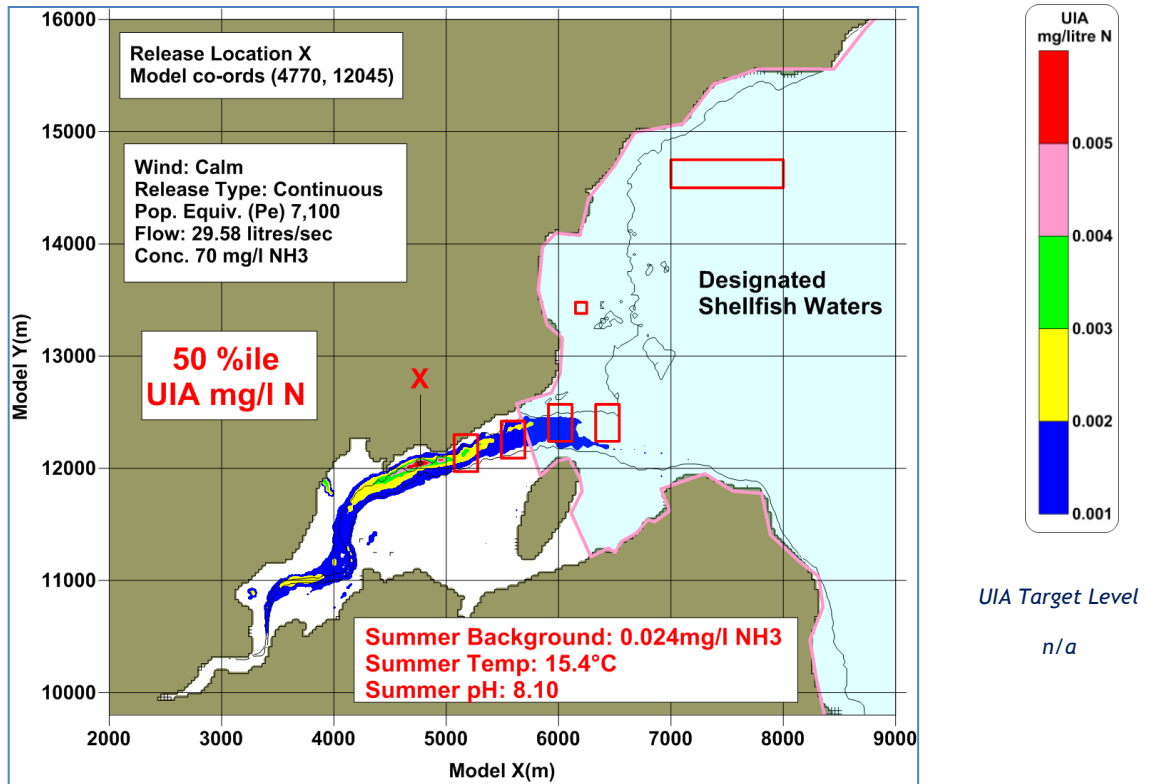 16000
15000
14000
13000
12000
11000
10000
Model Y(m)
Release Location X
Model co-ords (4770, 12045)
Wind: Calm
Release Type: Continuous
Pop. Equiv. (Pe) 7,100
Flow: 29.58 litres/sec
Conc. 70 mg/l NH3
50 %ile
UIA mg/l N
X
Designated
Shellfish Waters
Summer Background: 0.024mg/l NH3
Summer Temp: 15.4°C
Summer pH: 8.10
2000 3000 4000 5000 6000 7000 8000 9000
Model X(m)
UIA
mg/litre N
0.005
0.004
0.003
0.002
0.001
UIA Target Level
n/a